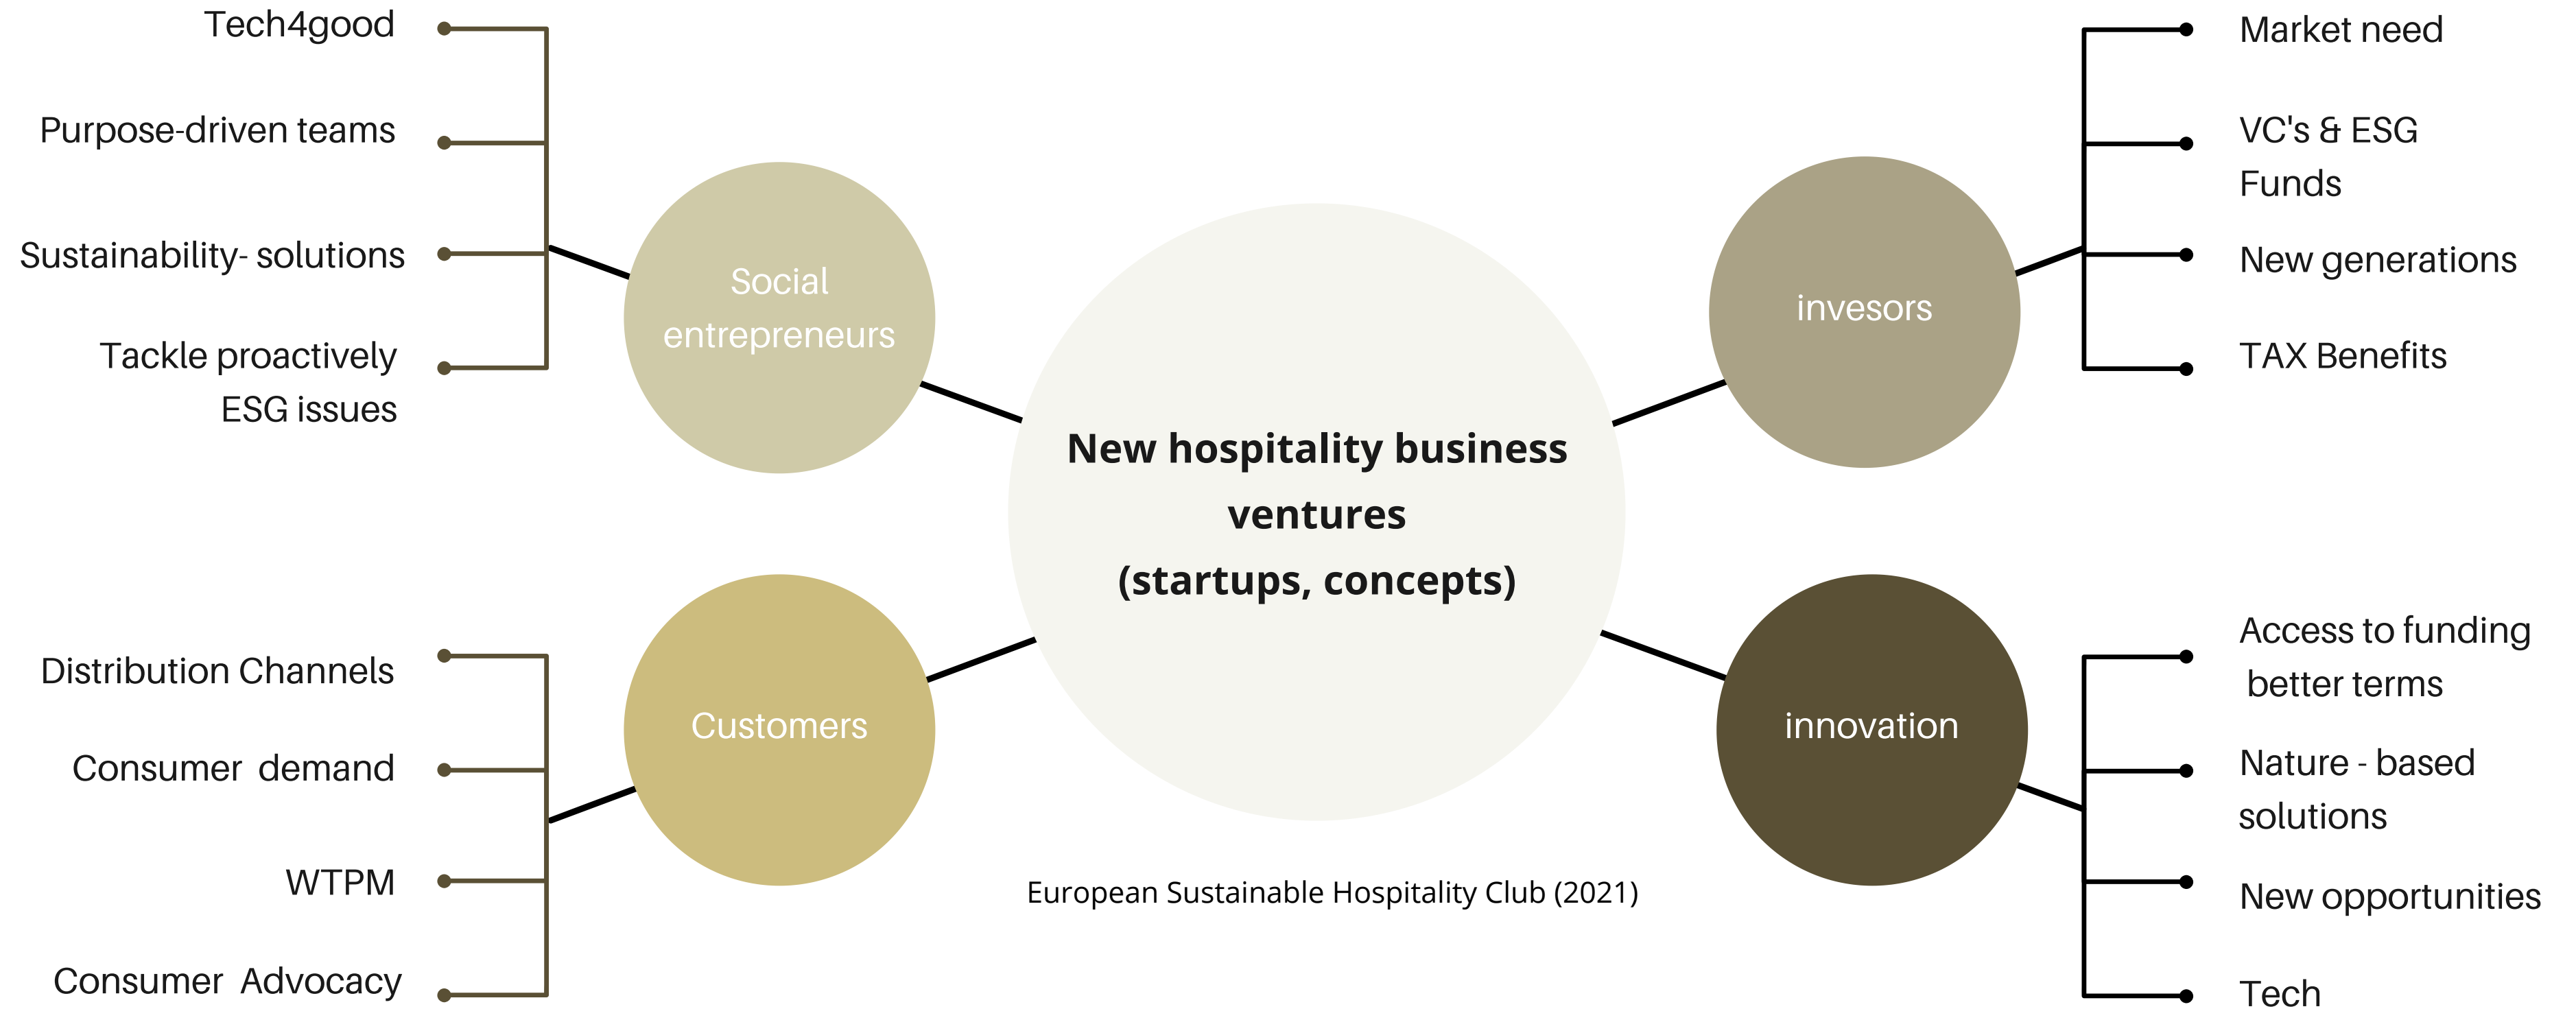 Tech4good
Purpose-driven teams
Sustainability- solutions
Tackle proactively
ESG issues
Social
entrepreneurs
Distribution Channels
Consumer demand
WTPM
Consumer Advocacy
Customers
New hospitality business
ventures
(startups, concepts)
European Sustainable Hospitality Club (2021)
invesors
Market need
VC's & ESG
Funds
New generations
TAX Benefits
innovation
Access to funding
better terms
Nature - based
solutions
New opportunities
Tech